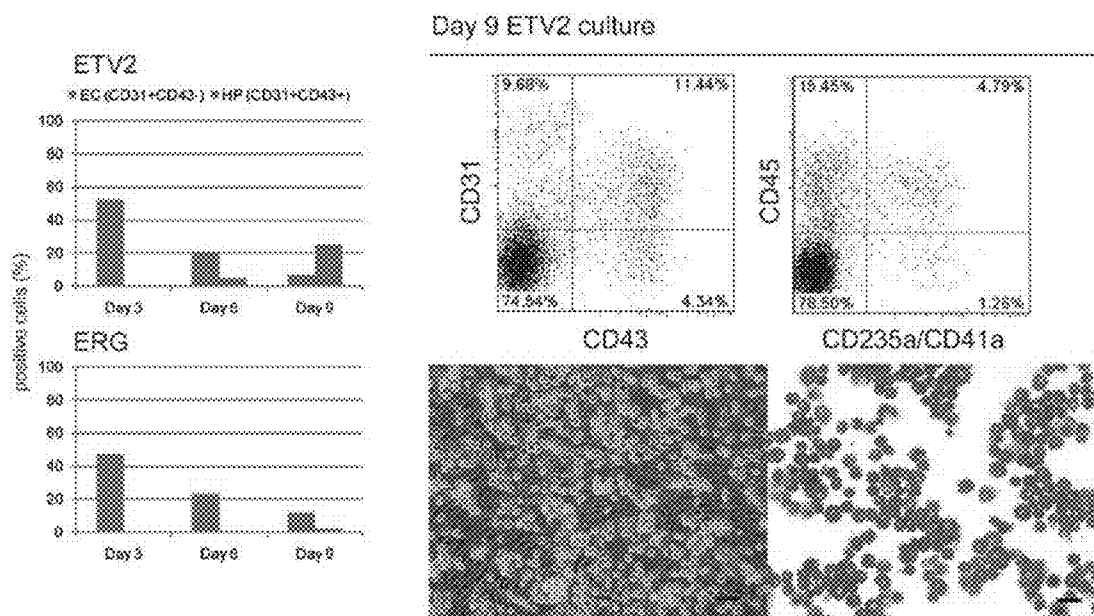 Day 9 ETV2 culture
ETV2
EC (CD31+CD43-) HP (CD31+CD43+)
100
80
60
40
20
0
Day 3 Day 6 Day 9
positive cells (%)
ERG
100
80
60
40
20
0
Day 3 Day 6 Day 9
9.68% 11.44%
CD31
74.54% 4.34%
CD43
15.45% 4.79%
CD45
78.50% 1.26%
CD235a/CD41a